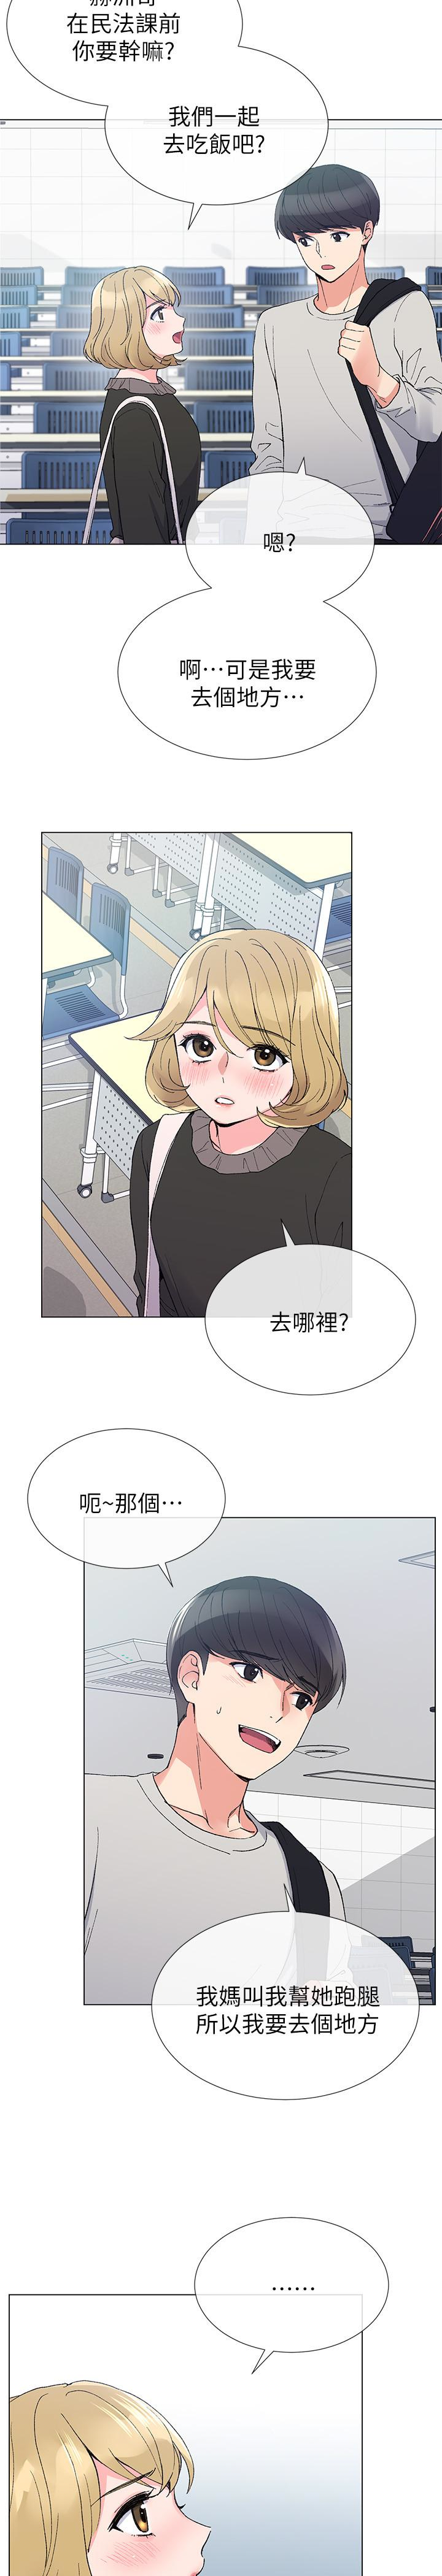 在民法課前
你要幹嘛?
我們一起
去吃飯吧?
嗯?
啊⋯可是我要
去個地方⋯
去哪裡?
呃~那個⋯
我媽叫我幫她跑腿
所以我要去個地方
⋯⋯